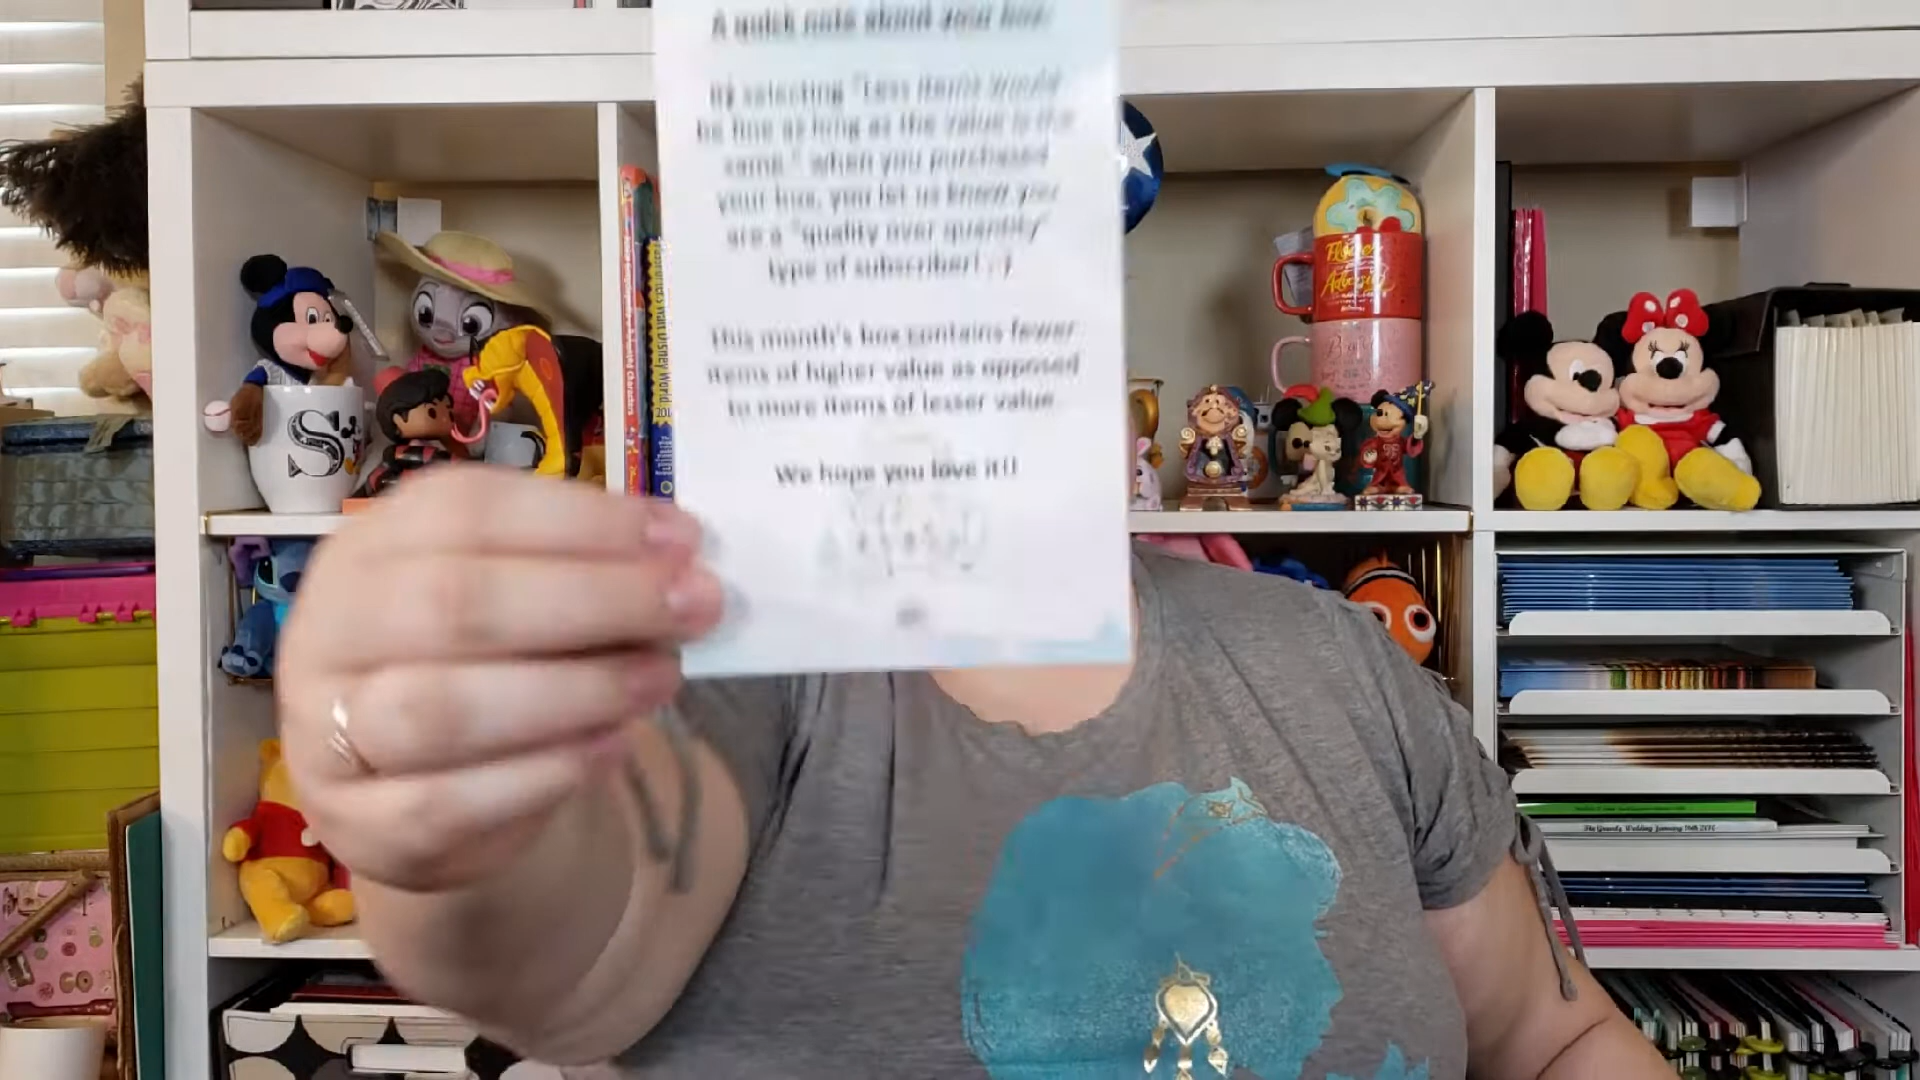 A quick note about your box:
By selecting "Less items would
be fine as long as the value is the
same." when you purchased
your box, you let us know you
are a "quality over quantity"
type of subscriber! :-)
This month's box contains fewer
items of higher value as opposed
to more items of lesser value.
We hope you love it!!
S
Walt Disney World